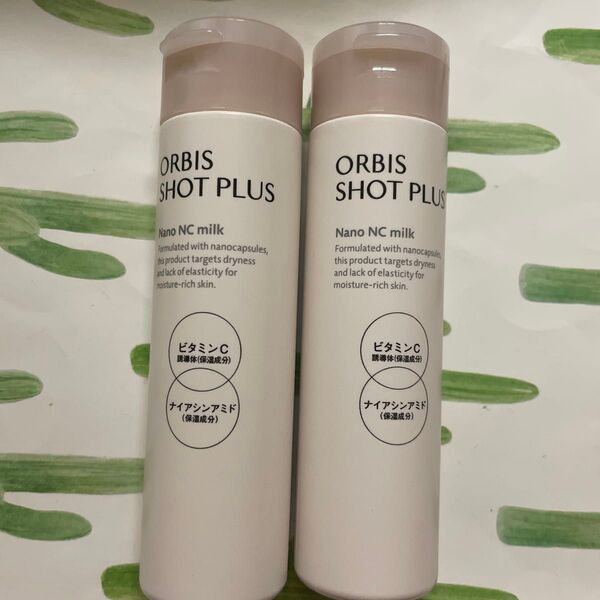 ORBIS
SHOT PLUS
Nano NC milk
Formulated with nanocapsules,
this product targets dryness
and lack of elasticity for
moisture-rich skin.
ビタミンC
誘導体(保湿成分)
ナイアシンアミド
(保湿成分)
ORBIS
SHOT PLUS
Nano NC milk
Formulated with nanocapsules,
this product targets dryness
and lack of elasticity for
moisture-rich skin.
ビタミンC
誘導体(保湿成分)
ナイアシンアミド
(保湿成分)